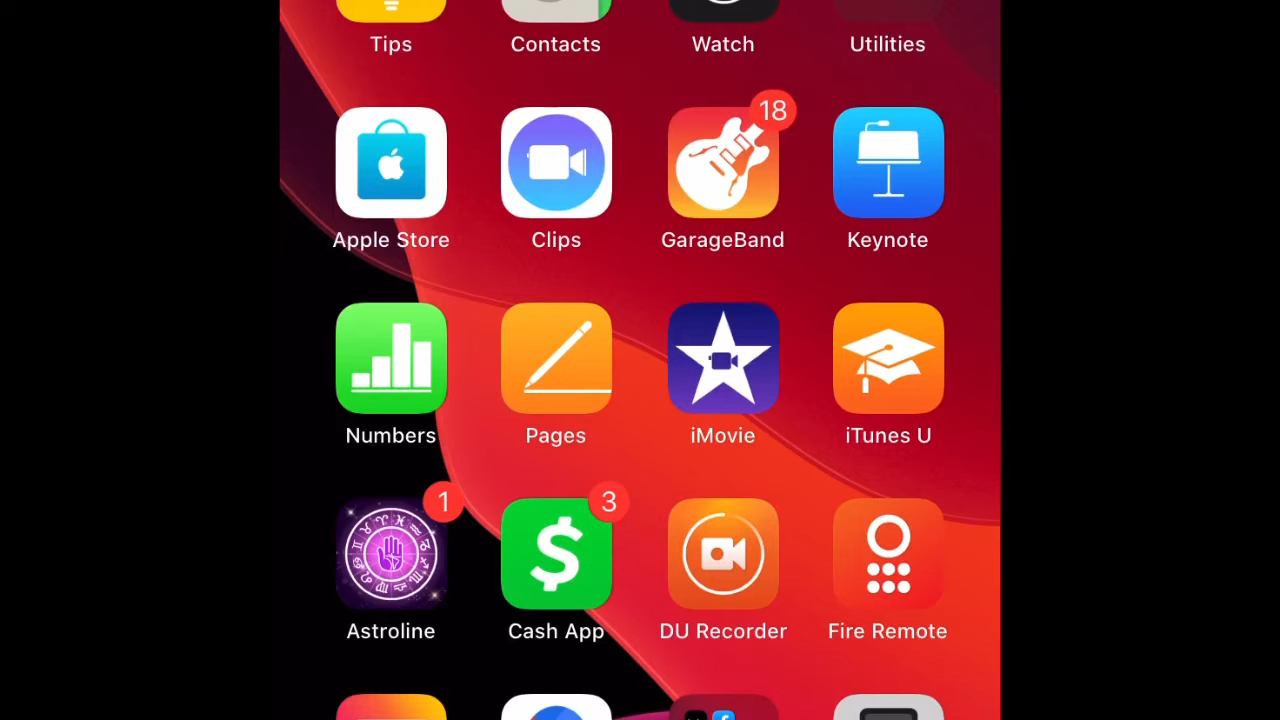 Tips Contacts Watch Utilities
18
Apple Store Clips GarageBand Keynote
Numbers Pages iMovie iTunes U
1 3
$
Astroline Cash App DU Recorder Fire Remote